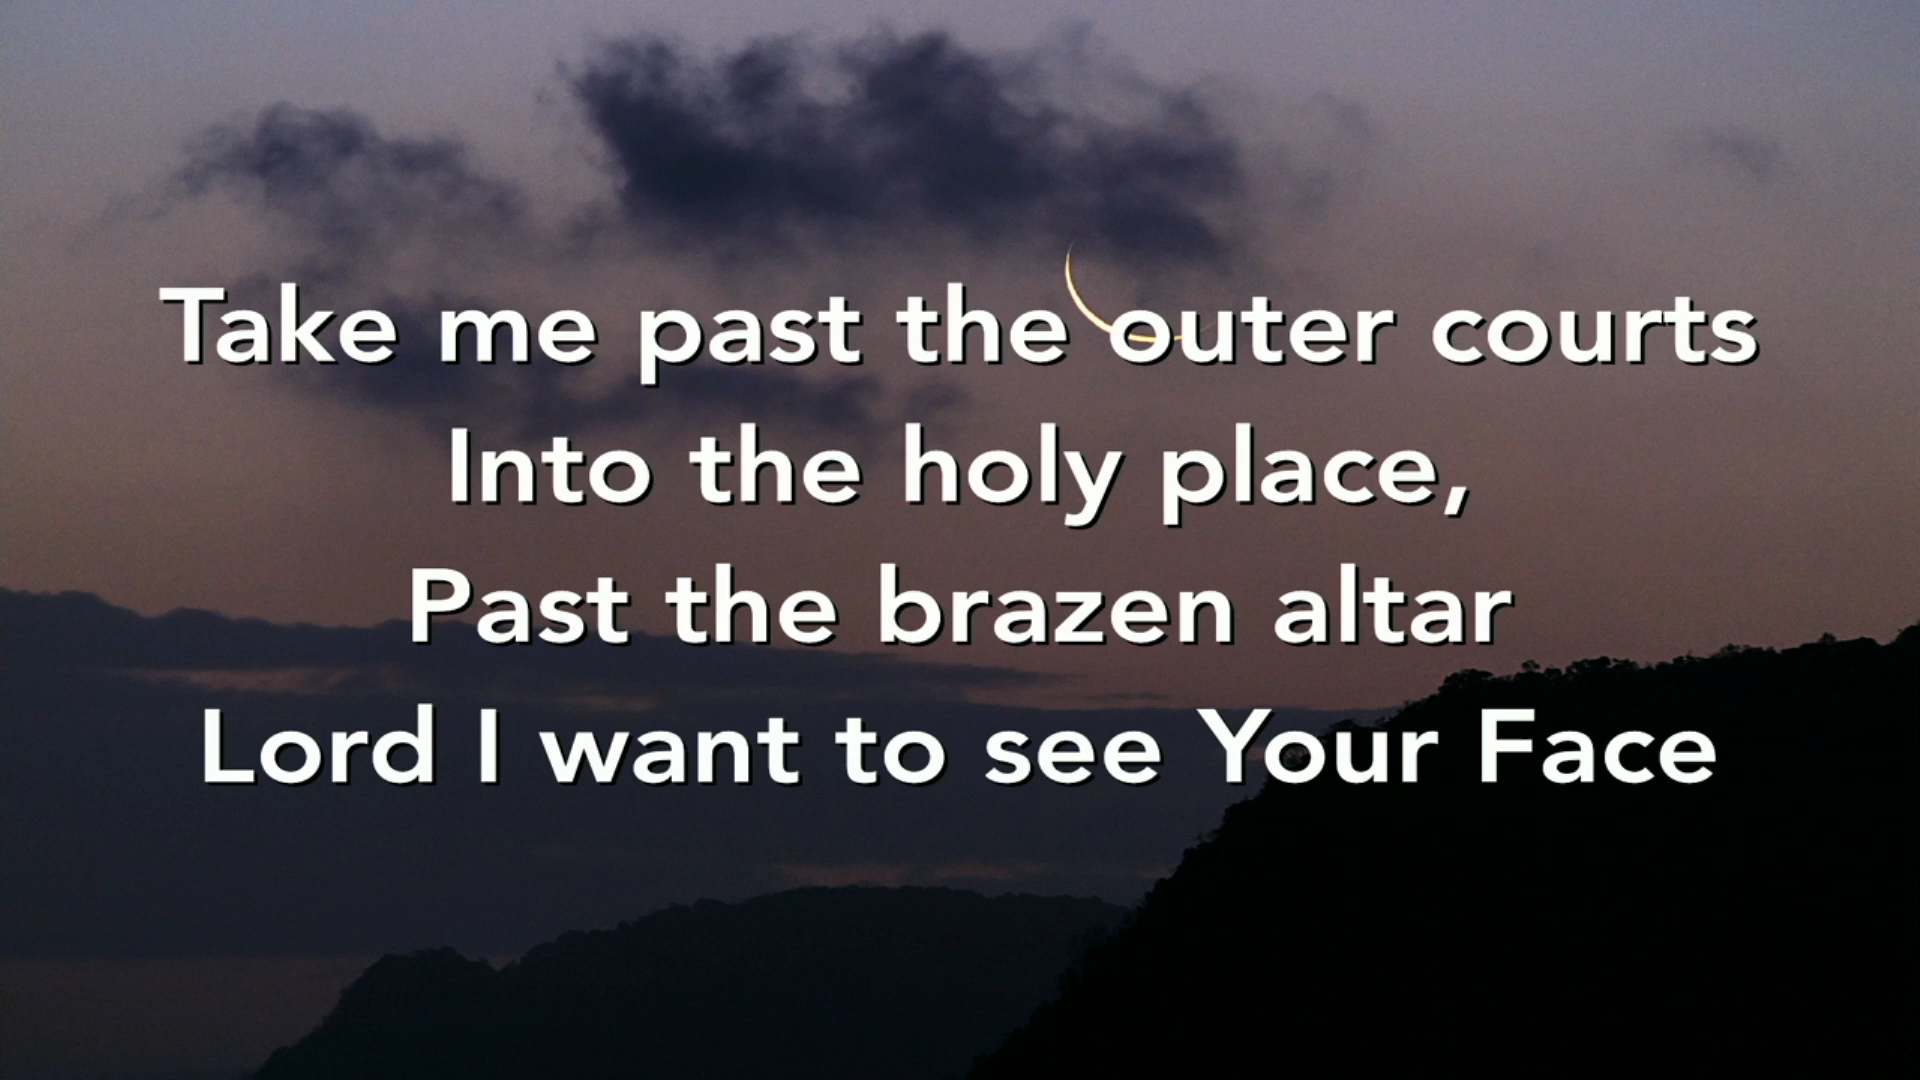 Take me past the outer courts
Into the holy place,
Past the brazen altar
Lord I want to see Your Face